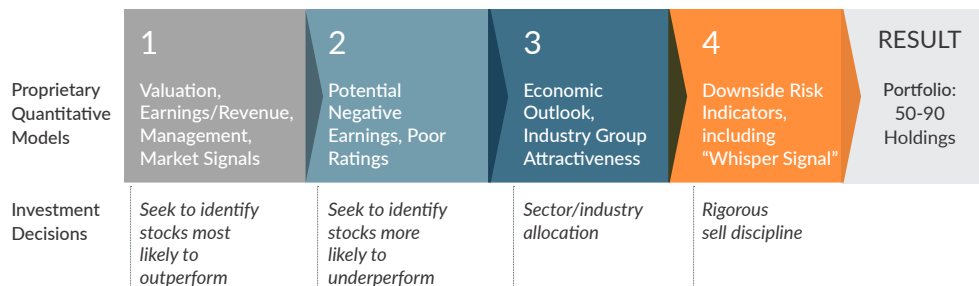 1
2
3
4
RESULT
Proprietary
Quantitative
Models
Valuation,
Earnings/Revenue,
Management,
Market Signals
Potential
Negative
Earnings, Poor
Ratings
Economic
Outlook,
Industry Group
Attractiveness
Downside Risk
Indicators,
including
“Whisper Signal”
Portfolio:
50-90
Holdings
Investment
Decisions
Seek to identify
stocks most
likely to
outperform
Seek to identify
stocks more
likely to
underperform
Sector/industry
allocation
Rigorous
sell discipline